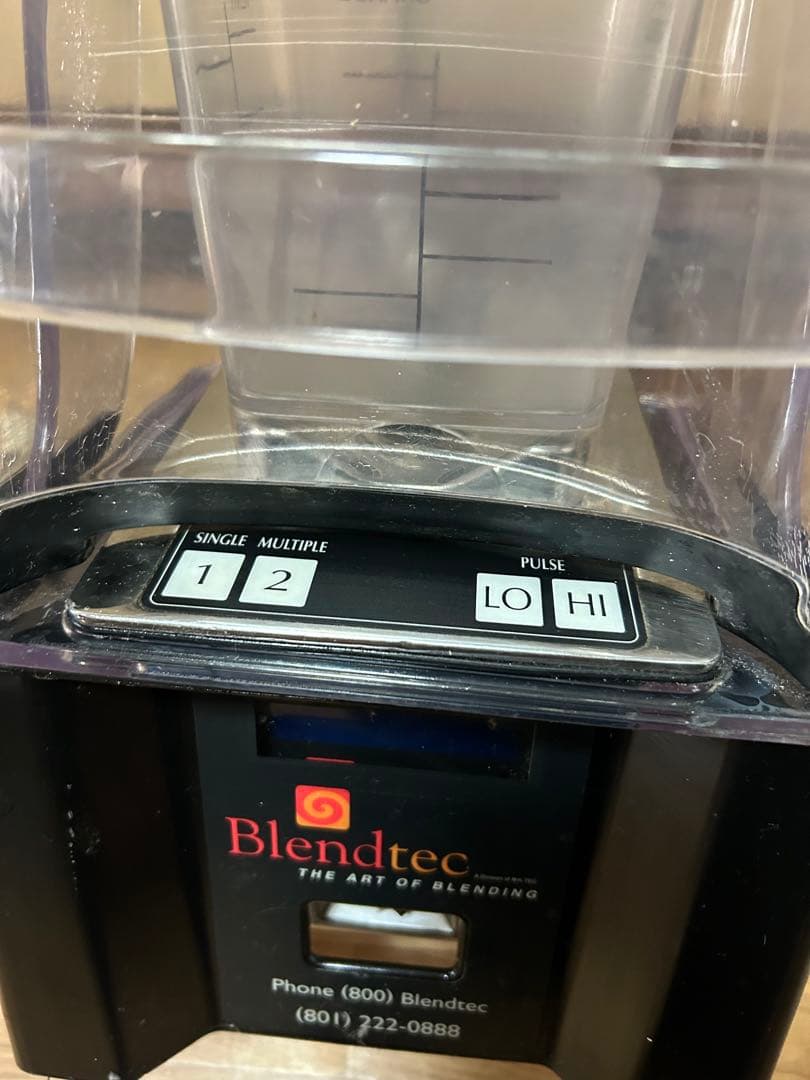 SINGLE MULTIPLE PULSE
1 2 LO HI
Blendtec
THE ART OF BLENDING
Phone (800) Blendtec
(801) 222-0888